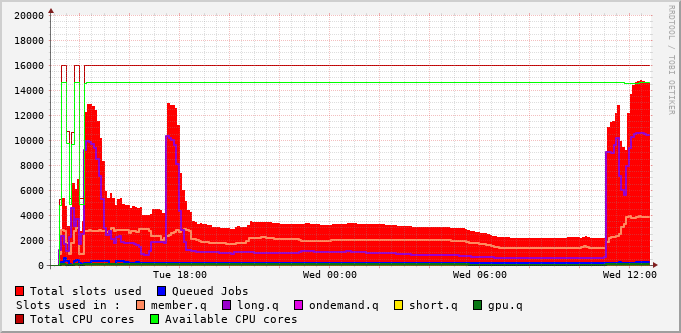 20000
18000
16000
14000
12000
10000
8000
6000
4000
2000
0
Tue 18:00 Wed 00:00 Wed 06:00 Wed 12:00
RRDTOOL / TOBI OETIKER
Total slots used Queued Jobs
Slots used in : member.q long.q ondemand.q short.q gpu.q
Total CPU cores Available CPU cores